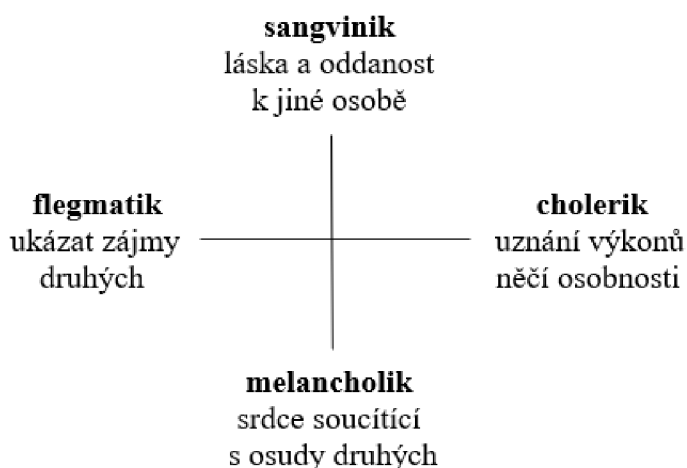 sangvinik
láska a oddanost
k jiné osobě
flegmatik
ukázat zájmy
druhých
cholerik
uznání výkonů
něčí osobnosti
melancholik
srdce soucítící
s osudy druhých